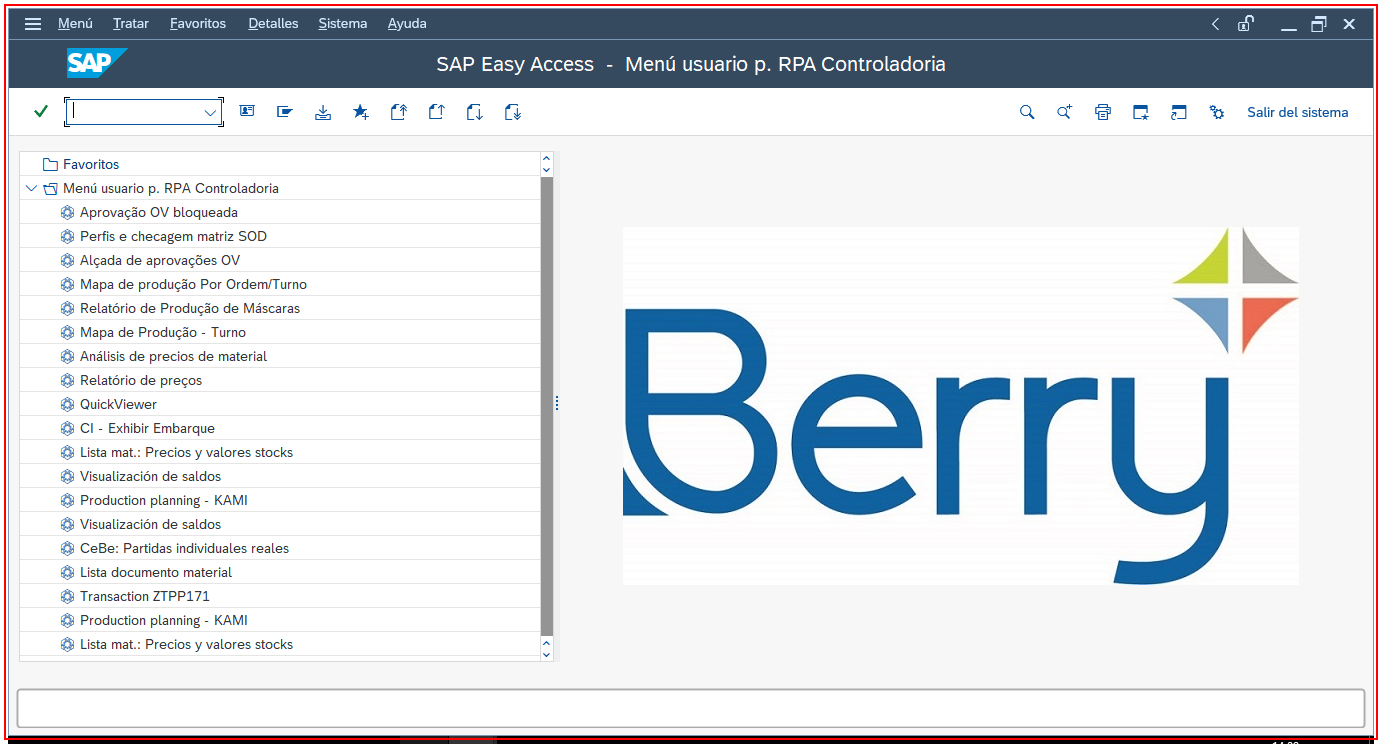 Menú Tratar Favoritos Detalles Sistema Ayuda
SAP
SAP Easy Access - Menú usuario p. RPA Controladoria
Salir del sistema
Favoritos
Menú usuario p. RPA Controladoria
Aprovação OV bloqueada
Perfis e checagem matriz SOD
Alçada de aprovações OV
Mapa de produção Por Ordem/Turno
Relatório de Produção de Máscaras
Mapa de Produção - Turno
Análisis de precios de material
Relatório de preços
QuickViewer
CI - Exhibir Embarque
Lista mat.: Precios y valores stocks
Visualización de saldos
Production planning - KAMI
Visualización de saldos
CeBe: Partidas individuales reales
Lista documento material
Transaction ZTPP171
Production planning - KAMI
Lista mat.: Precios y valores stocks
Berry